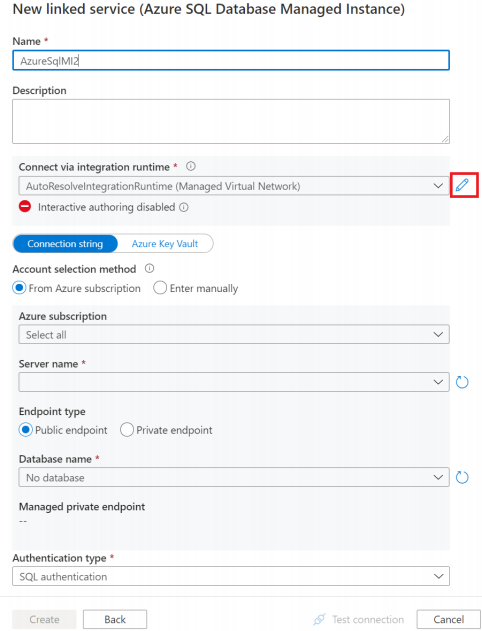 New linked service (Azure SQL Database Managed Instance)
Name *
AzureSqlMI2
Description
Connect via integration runtime *
AutoResolveIntegrationRuntime (Managed Virtual Network)
Interactive authoring disabled
Connection string Azure Key Vault
Account selection method
From Azure subscription Enter manually
Azure subscription
Select all
Server name *
Endpoint type
Public endpoint Private endpoint
Database name *
No database
Managed private endpoint
--
Authentication type *
SQL authentication
Create Back Test connection Cancel